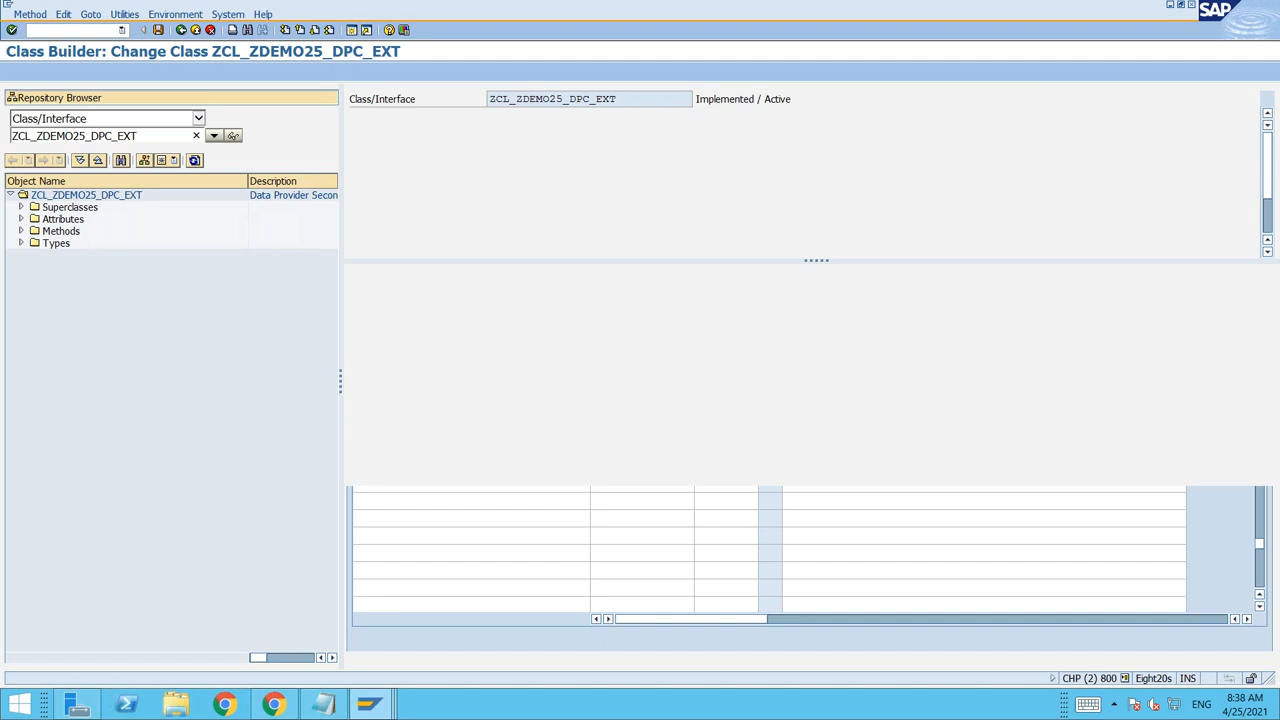 Method Edit Goto Utilities Environment System Help
SAP
Class Builder: Change Class ZCL_ZDEMO25_DPC_EXT
Repository Browser
Class/Interface
ZCL_ZDEMO25_DPC_EXT
Object Name Description
ZCL_ZDEMO25_DPC_EXT Data Provider Secon
Superclasses
Attributes
Methods
Types
Class/Interface ZCL_ZDEMO25_DPC_EXT Implemented / Active
CHP (2) 800 Eight20s INS
ENG
8:38 AM
4/25/2021